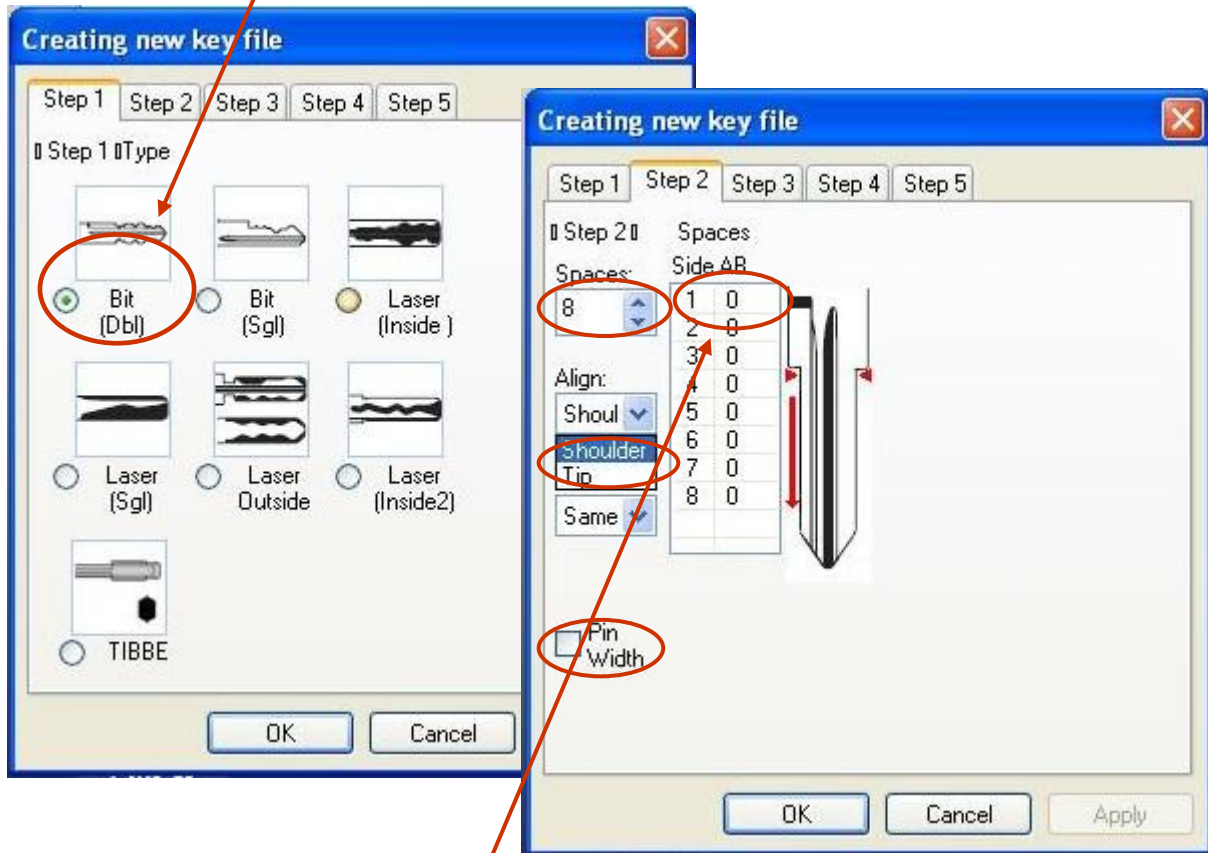 Creating new key file
Step 1 Step 2 Step 3 Step 4 Step 5
Step 1 Type
Bit (Dbl)
Bit (Sgl)
Laser (Inside )
Laser (Sgl)
Laser Outside
Laser (Inside2)
TIBBE
OK Cancel
Creating new key file
Step 1 Step 2 Step 3 Step 4 Step 5
Step 2 Spaces
Spaces: Side AB
8
1 0
2 0
3 0
4 0
5 0
6 0
7 0
8 0
Align:
Shoul
Shoulder
Tip
Same
Pin
Width
OK Cancel Apply